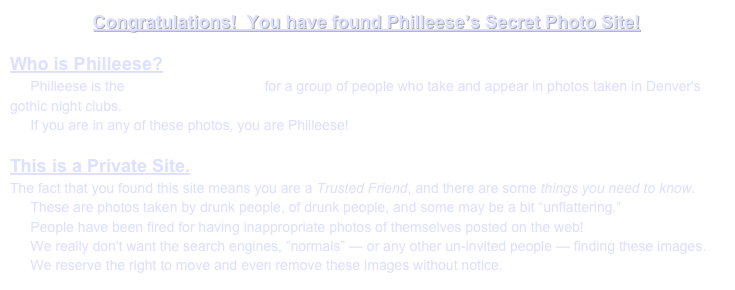 Congratulations!  You have found Philleese's Secret Photo Site!
Who is Philleese?
Philleese is the for a group of people who take and appear in photos taken in Denver's
gothic night clubs.
If you are in any of these photos, you are Philleese!
This is a Private Site.
The fact that you found this site means you are a Trusted Friend, and there are some things you need to know.
These are photos taken by drunk people, of drunk people, and some may be a bit “unflattering.”
People have been fired for having inappropriate photos of themselves posted on the web!
We really don't want the search engines, “normals” — or any other un-invited people — finding these images.
We reserve the right to move and even remove these images without notice.